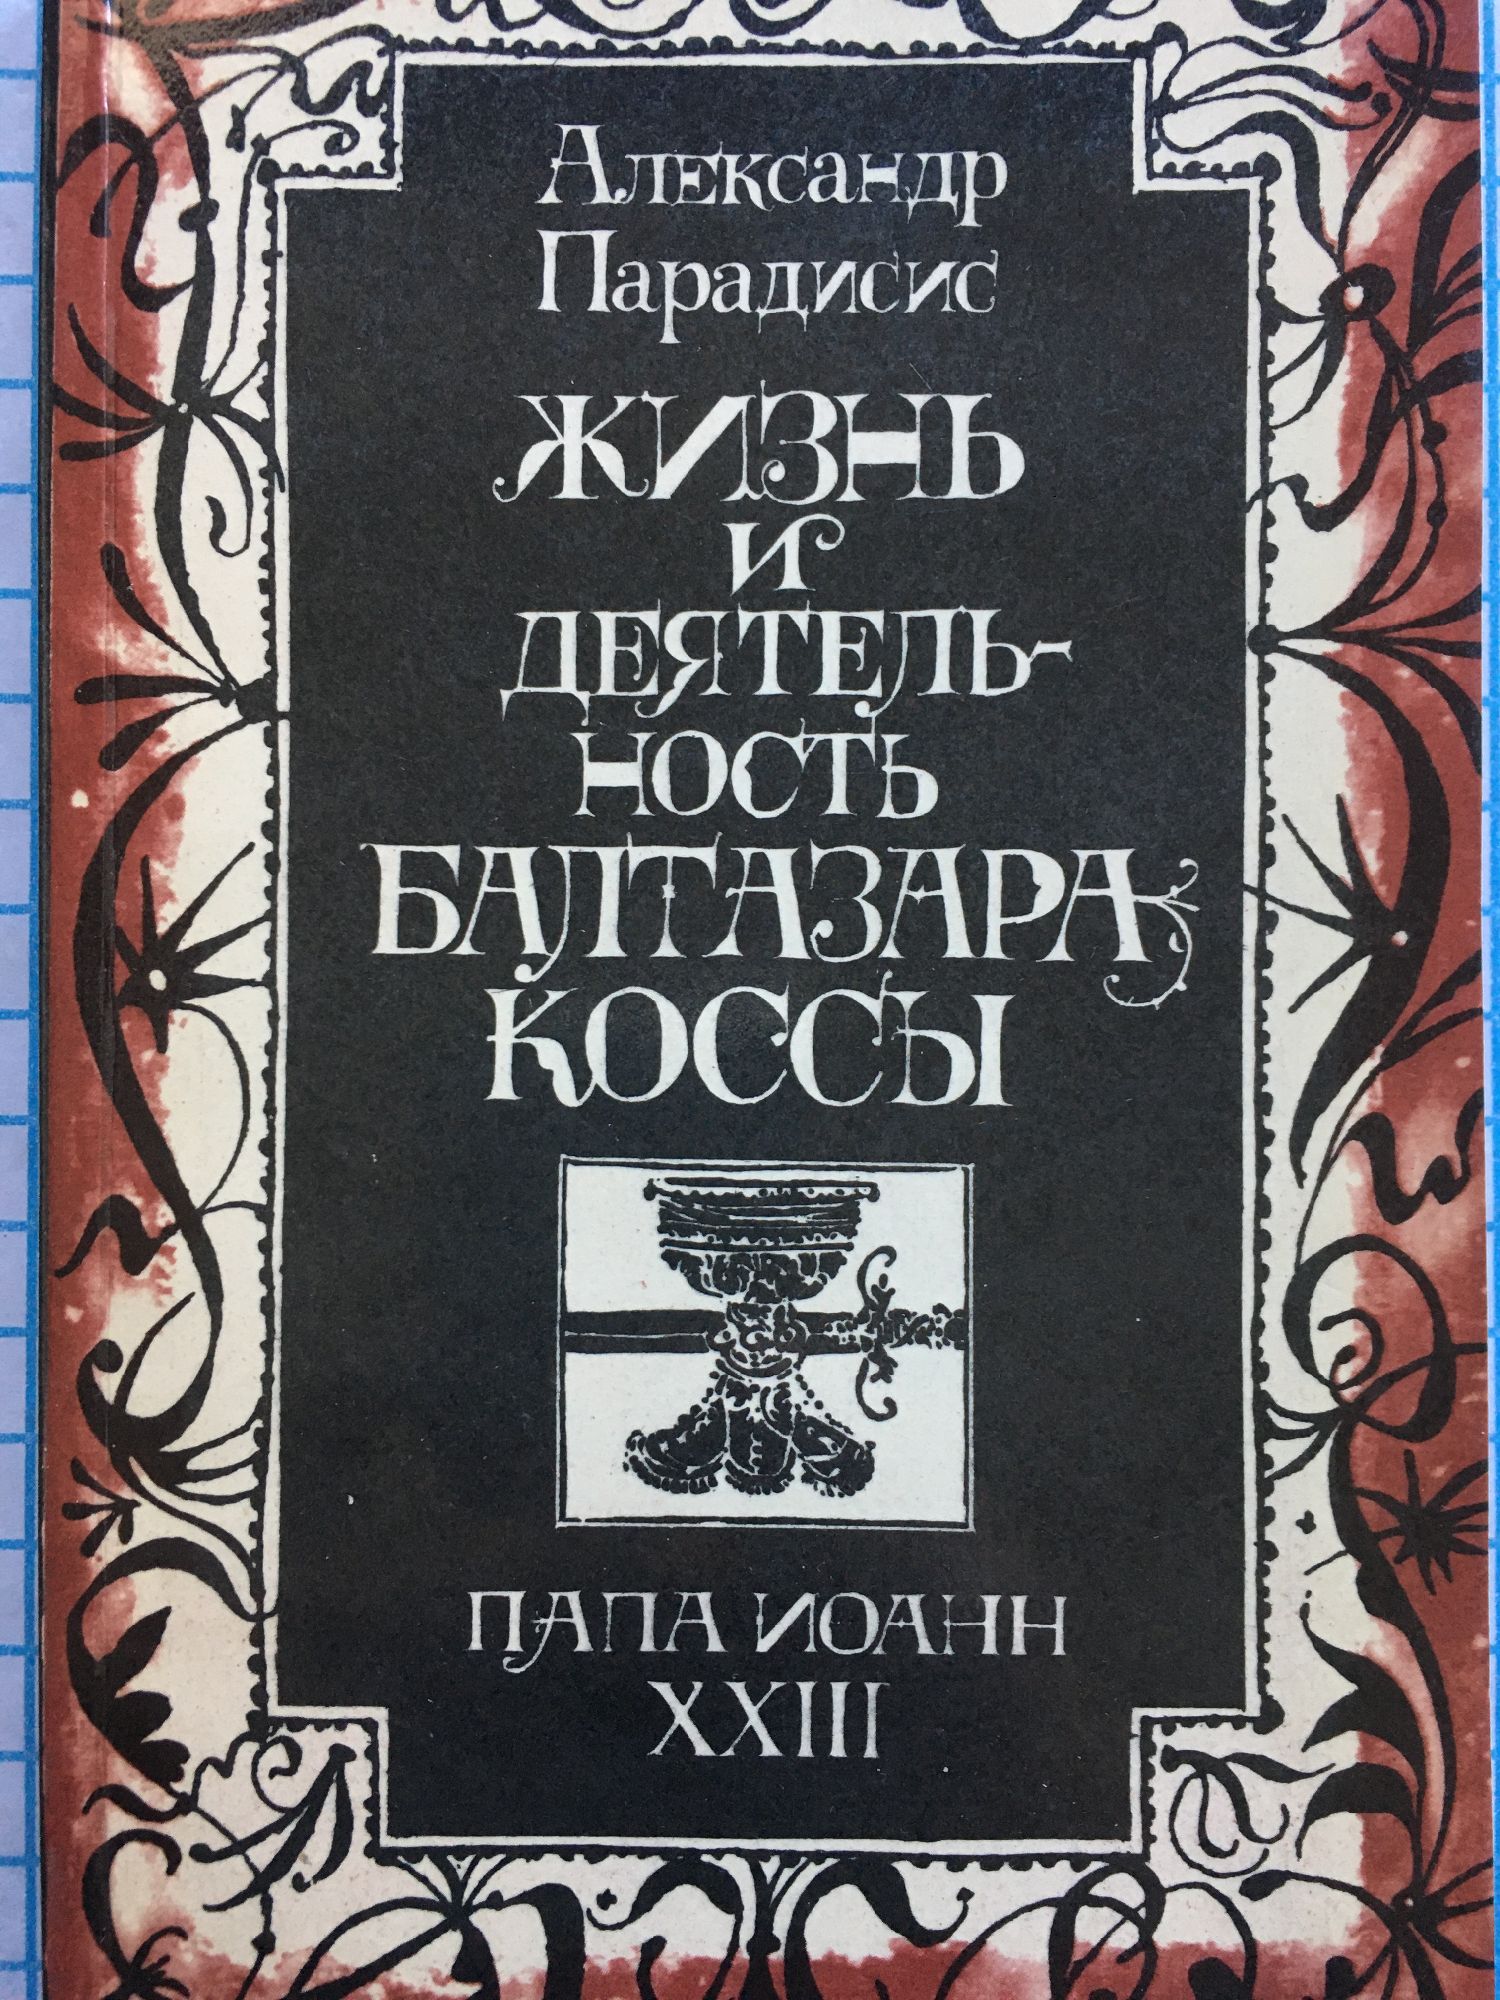 Александр
Парадисис
ЖИЗНЬ
И
ДЕЯТЕЛЬ-
НОСТЬ
БАЛТАЗАРА
КОССЫ
ПАПА ИОАНН
XXIII